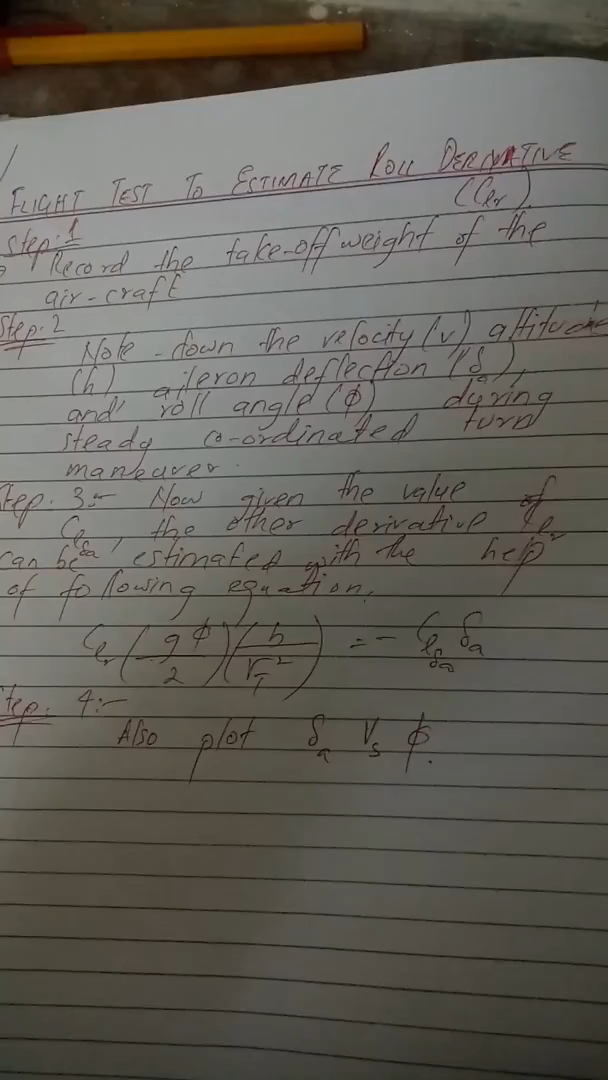 FLIGHT TEST TO ESTIMATE ROLL DERIVATIVE
(Clr).
Step:1
Record the take-off weight of the
air-craft
Step:2
Note-down the velocity (v) altitude
(h) aileron deflection (δa),
and roll angle (ϕ) during
steady co-ordinated turn
maneuver.
Step. 3:- Now given the value of
Clδa, the other derivative Clr
can be estimated with the help
of following equation.
Clr (gϕ/2)(b/VT²) = - Clδa δa
Step: 4:-
Also plot δa Vs ϕ.